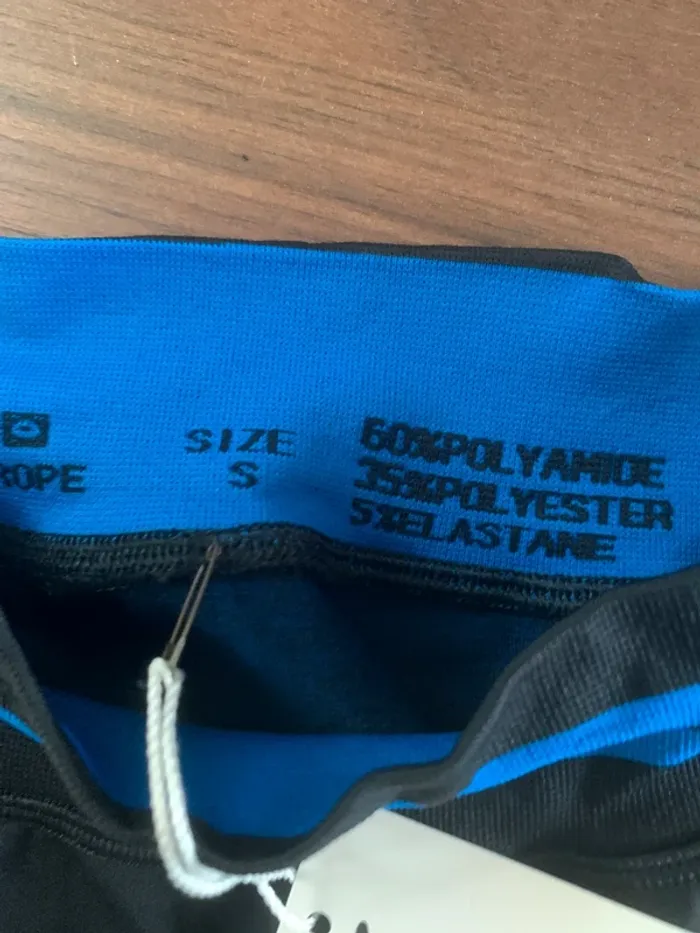 SIZE
S
60%POLYAMIDE
35%POLYESTER
5%ELASTANE
ROPE